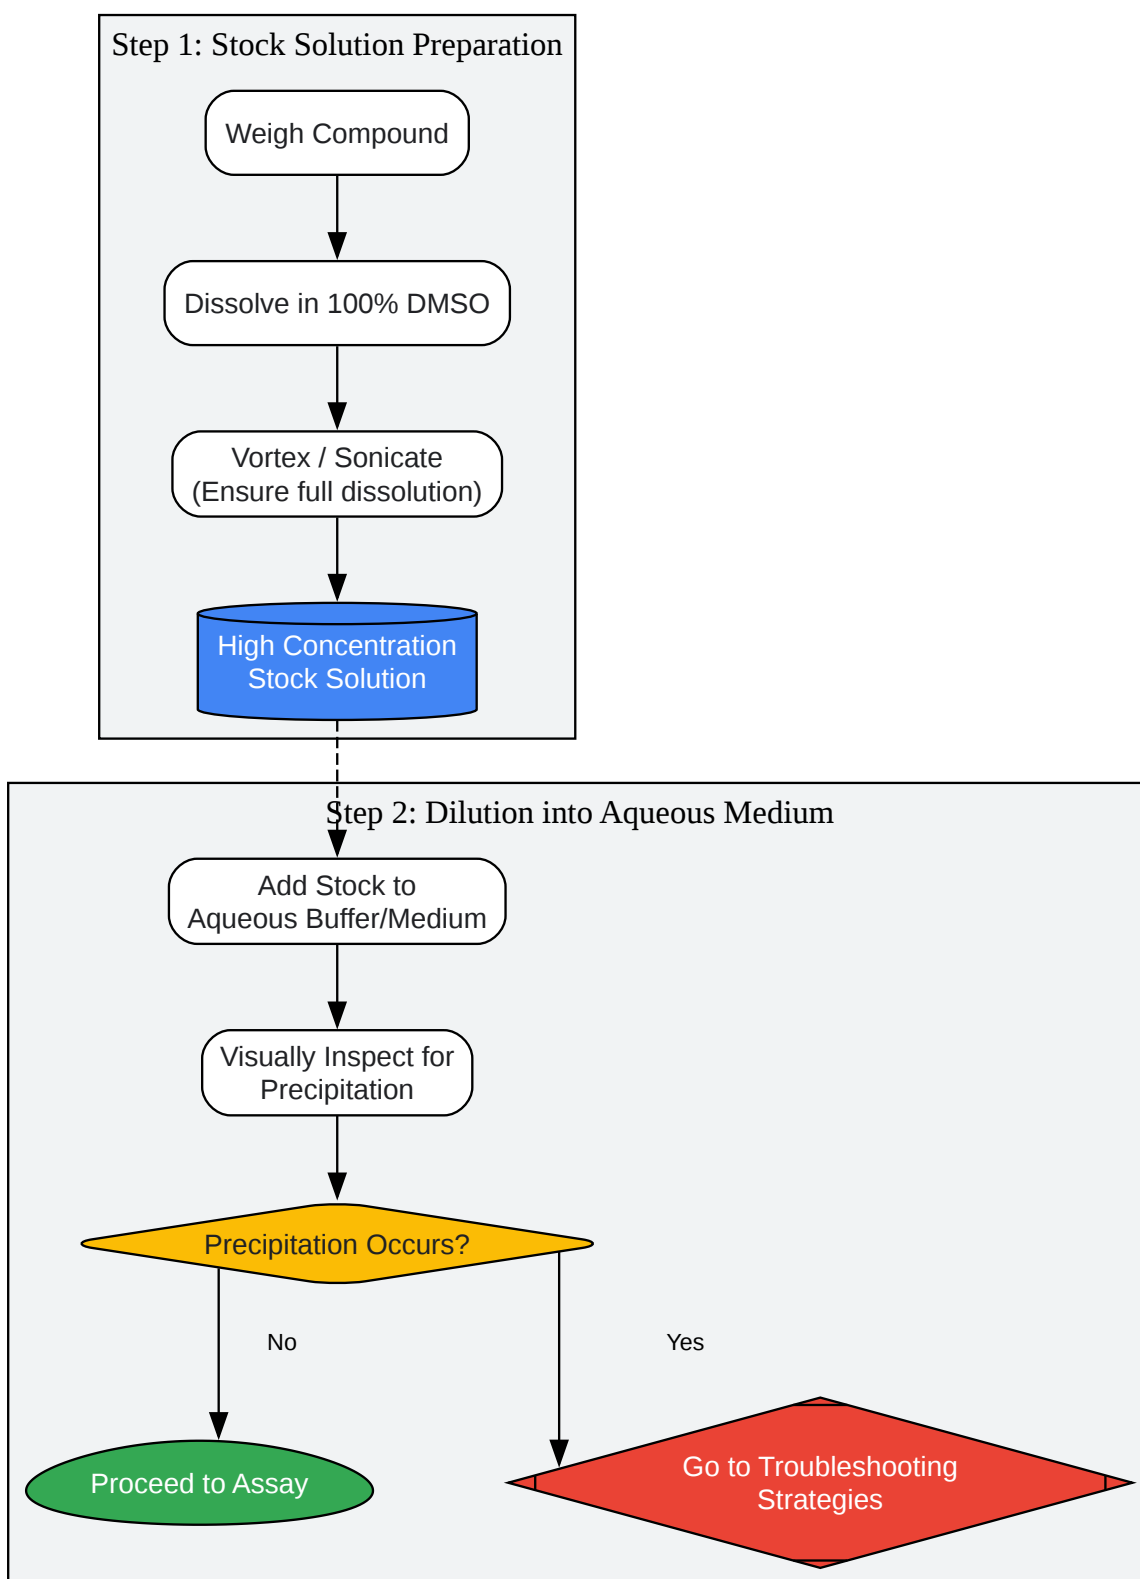 Step 1: Stock Solution Preparation
Weigh Compound
Dissolve in 100% DMSO
Vortex / Sonicate
(Ensure full dissolution)
High Concentration
Stock Solution
Step 2: Dilution into Aqueous Medium
Add Stock to
Aqueous Buffer/Medium
Visually Inspect for
Precipitation
Precipitation Occurs?
No
Yes
Proceed to Assay
Go to Troubleshooting
Strategies